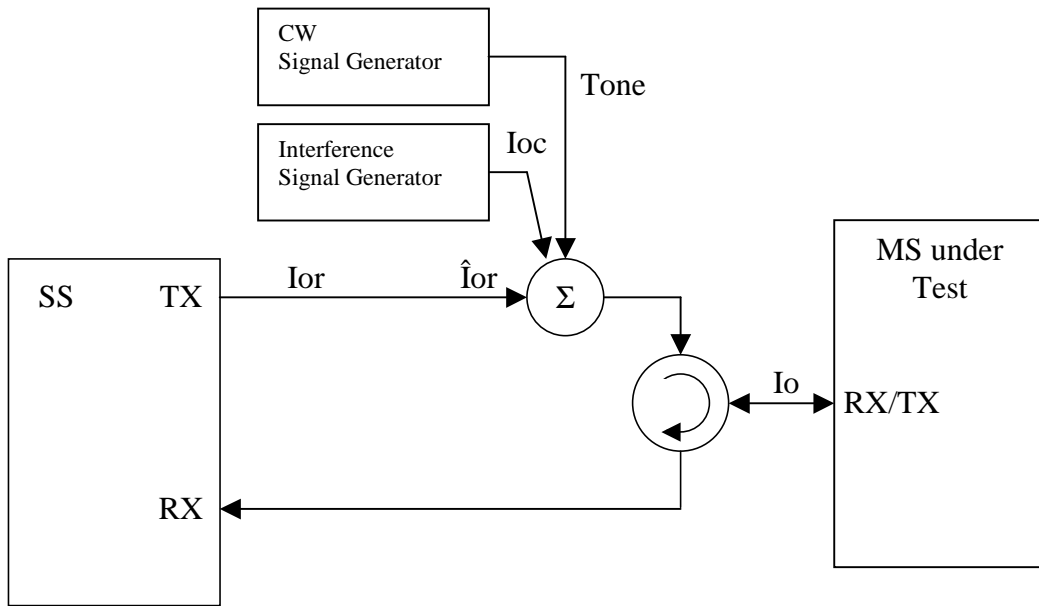 CW
Signal Generator
Tone
Interference
Signal Generator
Ioc
MS under
Test
SS
TX
Ior
Îor
Σ
Io
RX/TX
RX